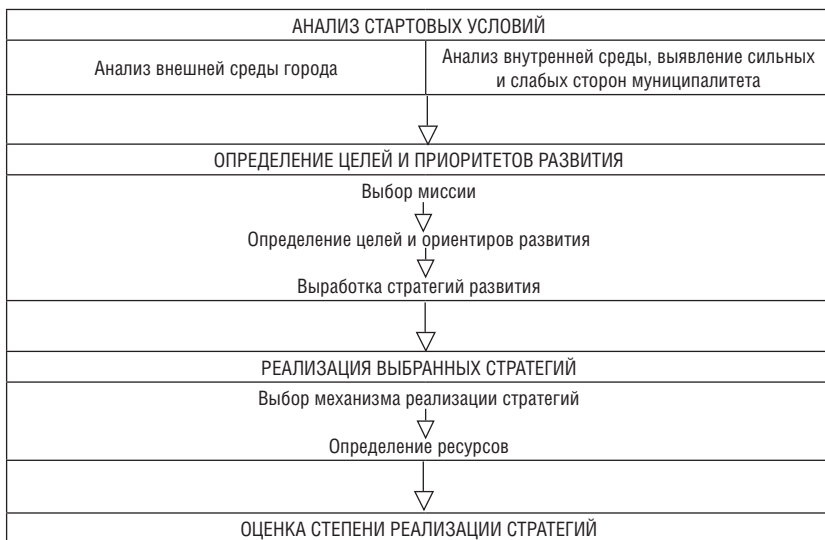 АНАЛИЗ СТАРТОВЫХ УСЛОВИЙ
Анализ внешней среды города
Анализ внутренней среды, выявление сильных
и слабых сторон муниципалитета
ОПРЕДЕЛЕНИЕ ЦЕЛЕЙ И ПРИОРИТЕТОВ РАЗВИТИЯ
Выбор миссии
Определение целей и ориентиров развития
Выработка стратегий развития
РЕАЛИЗАЦИЯ ВЫБРАННЫХ СТРАТЕГИЙ
Выбор механизма реализации стратегий
Определение ресурсов
ОЦЕНКА СТЕПЕНИ РЕАЛИЗАЦИИ СТРАТЕГИЙ